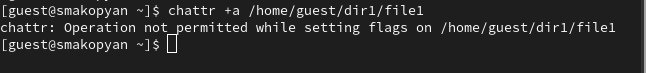 [guest@smakopyan ~]$ chattr +a /home/guest/dir1/file1
chattr: Operation not permitted while setting flags on /home/guest/dir1/file1
[guest@smakopyan ~]$